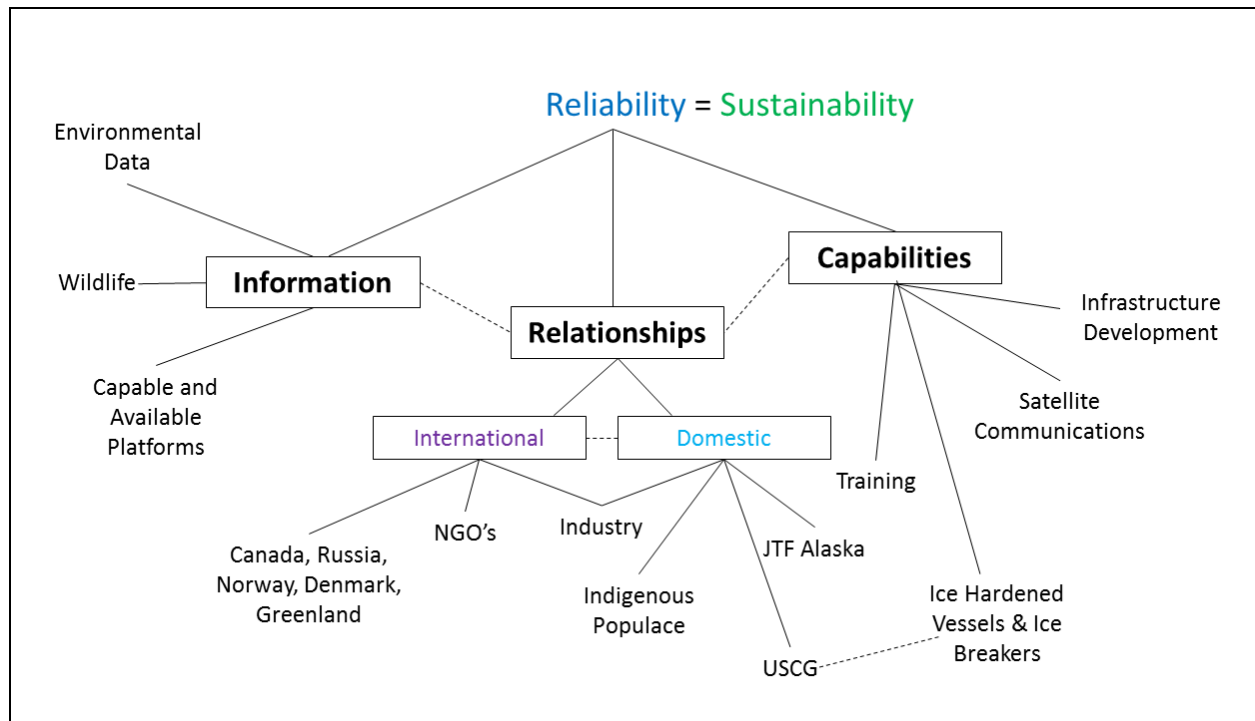 Reliability = Sustainability
Environmental
Data
Capabilities
Information
Wildlife
Infrastructure
Development
Relationships
Capable and
Available
Platforms
Satellite
Communications
International
Domestic
Training
NGO’s
Industry
JTF Alaska
Canada, Russia,
Norway, Denmark,
Greenland
Indigenous
Populace
Ice Hardened
Vessels & Ice
Breakers
USCG